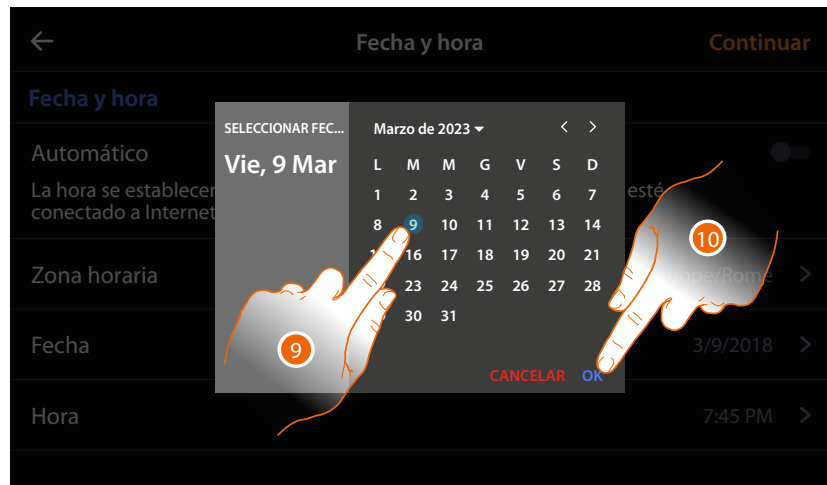 Fecha y hora
Continuar
Fecha y hora
Automático
La hora se establecer esté
conectado a Internet
Zona horaria
ope/Rome
Fecha
3/9/2018
Hora
7:45 PM
SELECCIONAR FEC...
Vie, 9 Mar
Marzo de 2023
L M M G V S D
1 2 3 4 5 6 7
8 9 10 11 12 13 14
16 17 18 19 20 21
23 24 25 26 27 28
30 31
CANCELAR OK
9
10